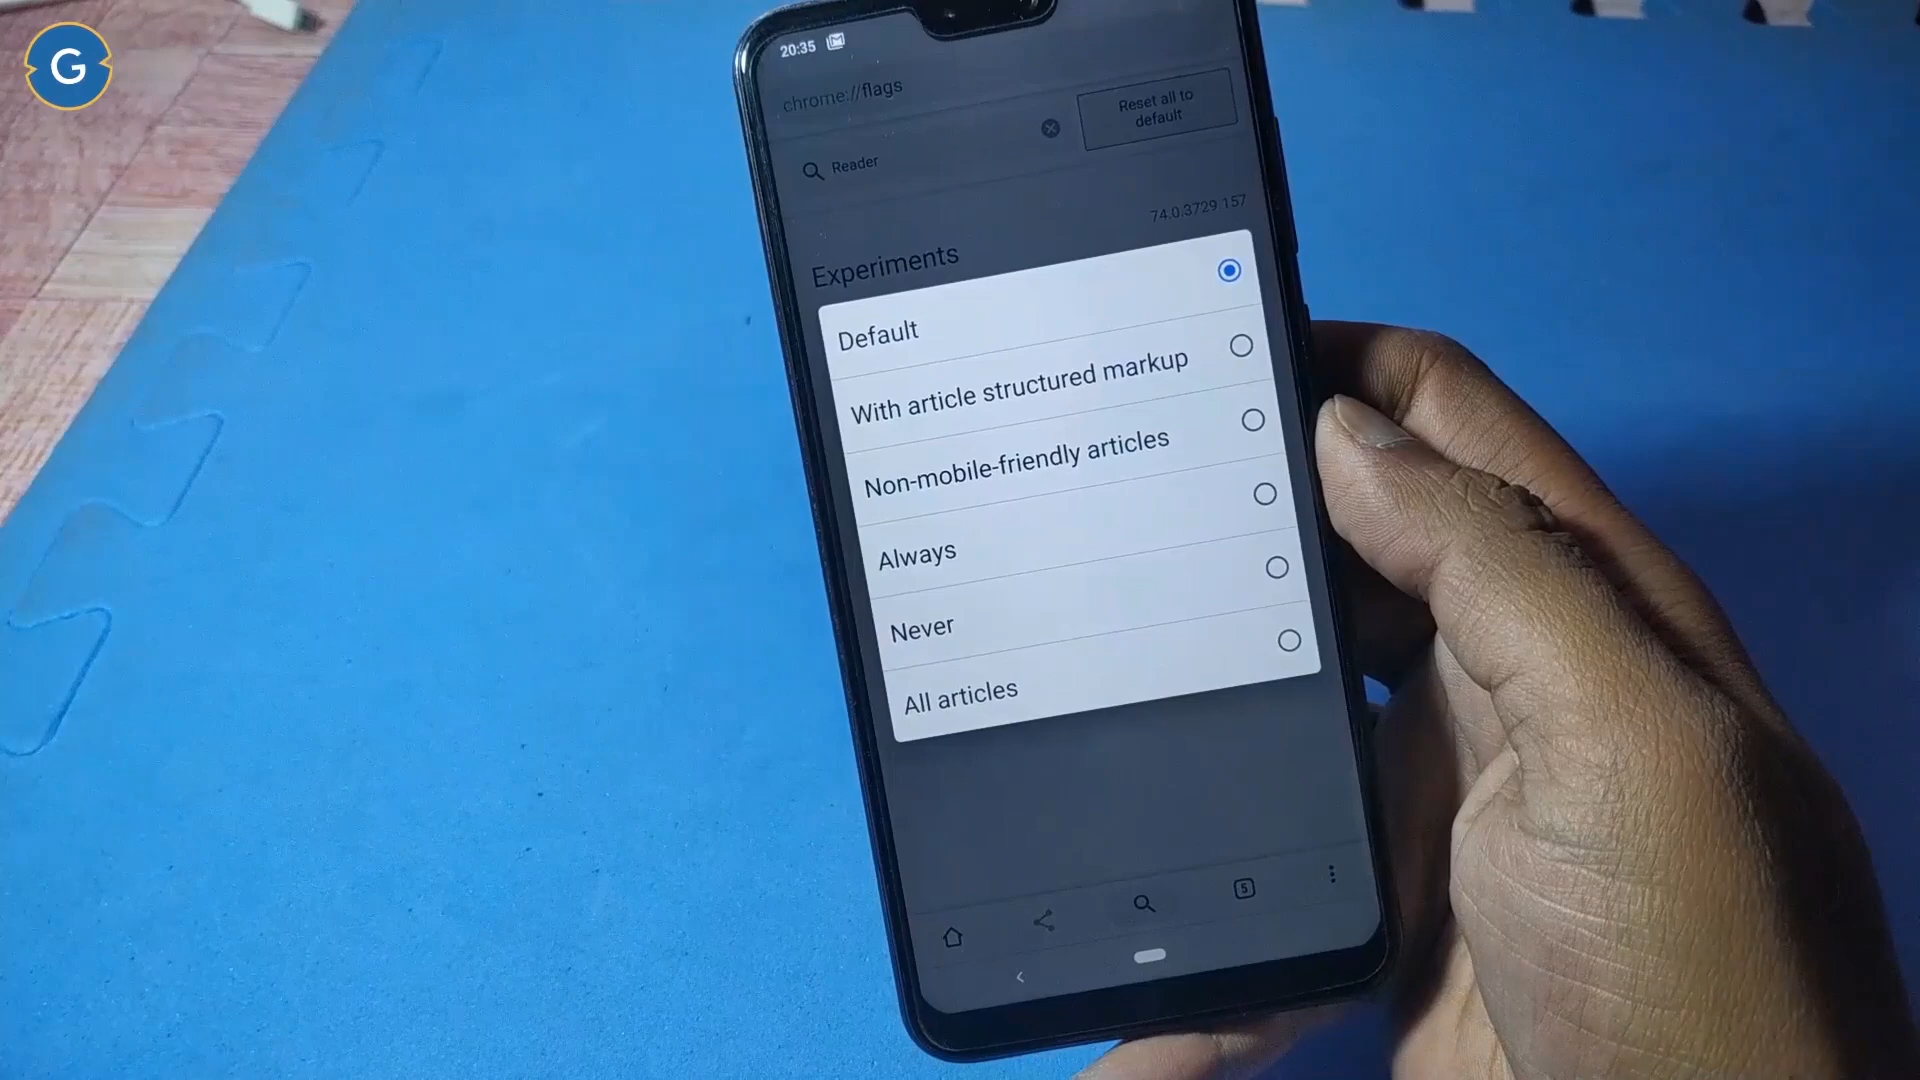 G
20:35
chrome://flags
Reader
Reset all to
default
74.0.3729.157
Experiments
Default
With article structured markup
Non-mobile-friendly articles
Always
Never
All articles
5